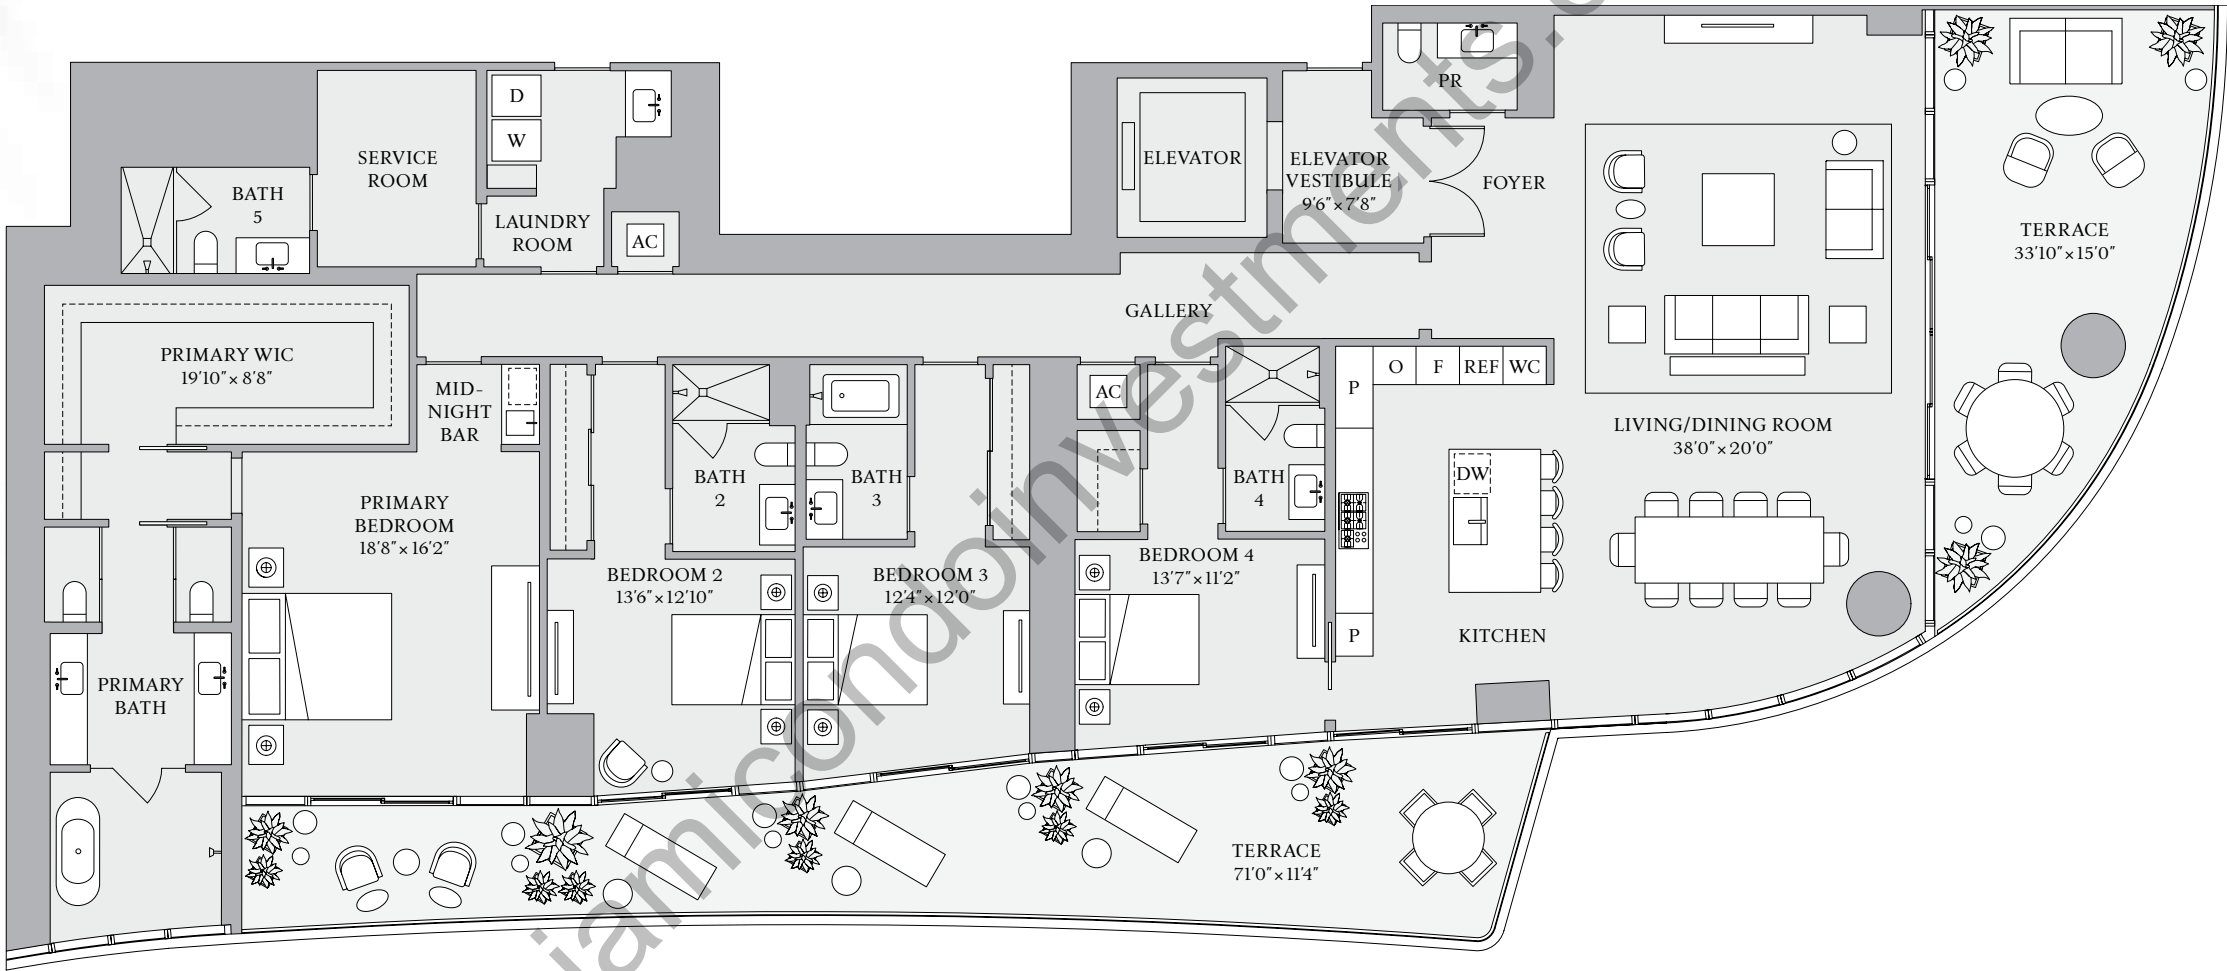 D
W
SERVICE
ROOM
BATH
5
LAUNDRY
ROOM
AC
PR
ELEVATOR
ELEVATOR
VESTIBULE
9'6" × 7'8"
FOYER
TERRACE
33'10" × 15'0"
GALLERY
PRIMARY WIC
19'10" × 8'8"
MID-
NIGHT
BAR
AC
P
O
F
REF
WC
LIVING/DINING ROOM
38'0" × 20'0"
BATH
2
BATH
3
BATH
4
DW
PRIMARY
BEDROOM
18'8" × 16'2"
BEDROOM 2
13'6" × 12'10"
BEDROOM 3
12'4" × 12'0"
BEDROOM 4
13'7" × 11'2"
P
KITCHEN
PRIMARY
BATH
TERRACE
71'0" × 11'4"
iamicondoinvestments.c